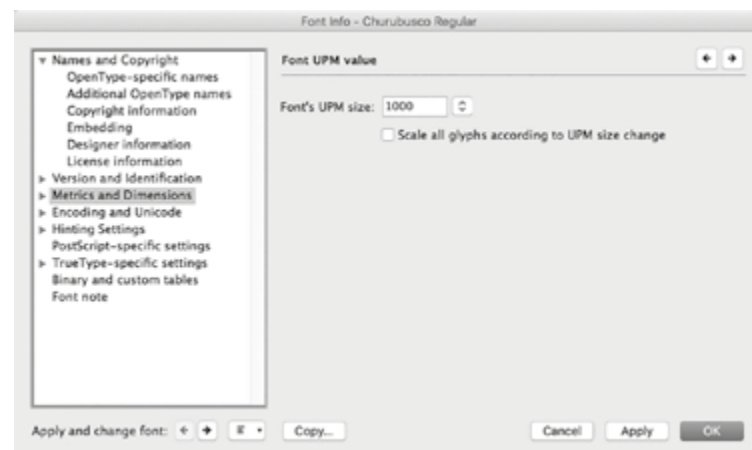 Font Info - Churubusco Regular
Names and Copyright
OpenType-specific names
Additional OpenType names
Copyright information
Embedding
Designer information
License information
Version and Identification
Metrics and Dimensions
Encoding and Unicode
Hinting Settings
PostScript-specific settings
TrueType-specific settings
Binary and custom tables
Font note
Font UPM value
Font's UPM size: 1000
Scale all glyphs according to UPM size change
Apply and change font:
Copy...
Cancel
Apply
OK